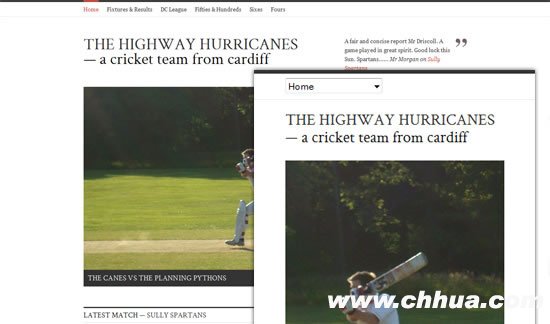 Home Fixtures & Results DC League Fifties & Hundreds Sixes Fours
THE HIGHWAY HURRICANES
— a cricket team from cardiff
A fair and concise report Mr Driscoll. A
game played in great spirit. Good luck this
Sun. Spartans...... Mr Morgan on Sully
Spartans
”
THE CANES VS THE PLANNING PYTHONS
LATEST MATCH — SULLY SPARTANS
Home
THE HIGHWAY HURRICANES
— a cricket team from cardiff
www.chhua.com